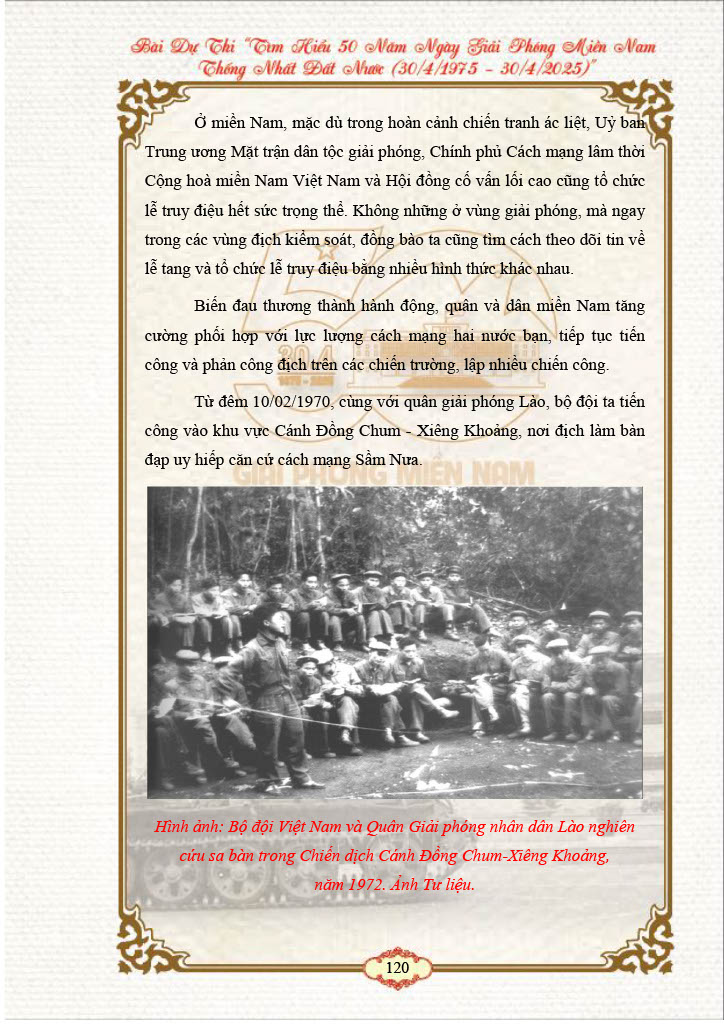 Bài Dự Thi "Tìm Hiểu 50 Năm Ngày Giải Phóng Miền Nam
Thống Nhất Đất Nước (30/4/1975 - 30/4/2025)"
Ở miền Nam, mặc dù trong hoàn cảnh chiến tranh ác liệt, Uỷ ban
Trung ương Mặt trận dân tộc giải phóng, Chính phủ Cách mạng lâm thời
Cộng hoà miền Nam Việt Nam và Hội đồng cố vấn lối cao cũng tổ chức
lễ truy điệu hết sức trọng thể. Không những ở vùng giải phóng, mà ngay
trong các vùng địch kiểm soát, đồng bào ta cũng tìm cách theo dõi tin về
lễ tang và tổ chức lễ truy điệu bằng nhiều hình thức khác nhau.
Biến đau thương thành hành động, quân và dân miền Nam tăng
cường phối hợp với lực lượng cách mạng hai nước bạn, tiếp tục tiến
công và phản công địch trên các chiến trường, lập nhiều chiến công.
Từ đêm 10/02/1970, cùng với quân giải phóng Lào, bộ đội ta tiến
công vào khu vực Cánh Đồng Chum - Xiêng Khoảng, nơi địch làm bàn
đạp uy hiếp căn cứ cách mạng Sầm Nưa.
50
30.4
1975 - 2025
GIẢI PHÓNG MIỀN NAM
Hình ảnh: Bộ đội Việt Nam và Quân Giải phóng nhân dân Lào nghiên
cứu sa bàn trong Chiến dịch Cánh Đồng Chum-Xiêng Khoảng,
năm 1972. Ảnh Tư liệu.
120